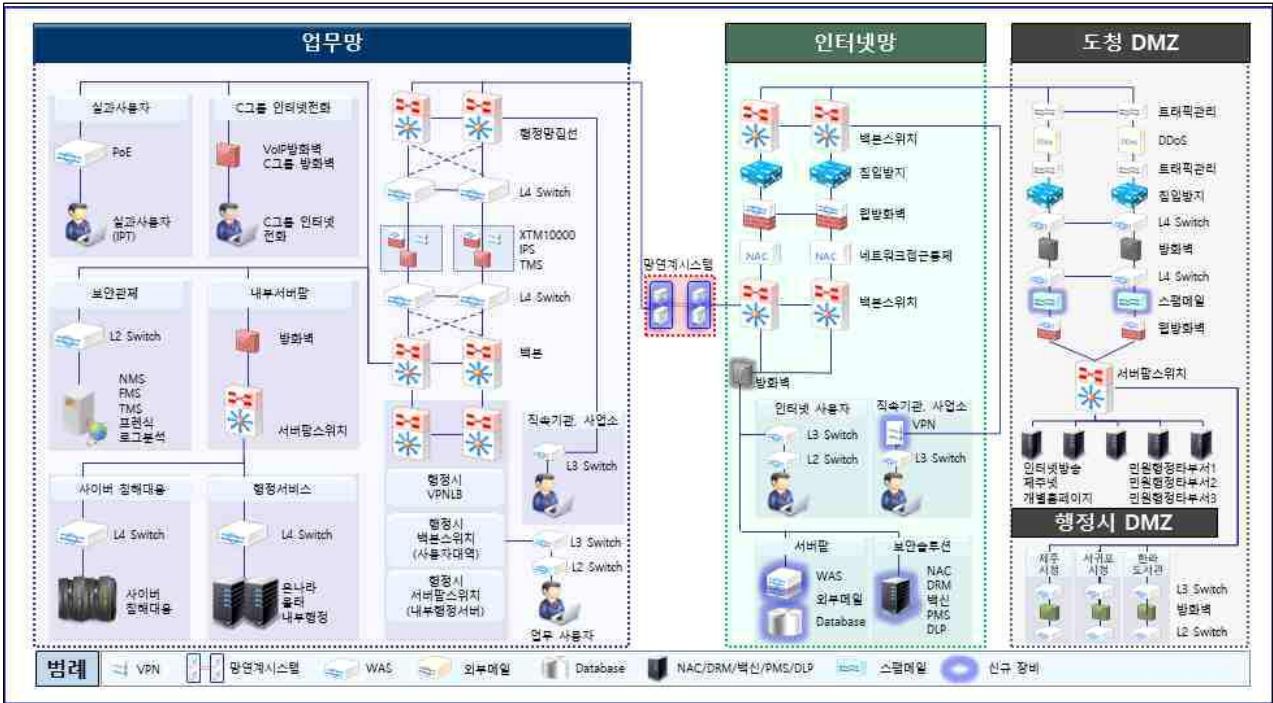 업무망
인터넷망
도청 DMZ
실과사용자
PoE
실과사용자
(IPT)
C그룹 인터넷전화
VoIP방화벽
C그룹 방화벽
C그룹 인터넷
전화
행정망집선
L4 Switch
XTM10000
IPS
TMS
L4 Switch
백본
보안관제
L2 Switch
NMS
FMS
TMS
프렌식
로그분석
내부서버팜
방화벽
서버팜스위치
사이버 침해대응
L4 Switch
사이버
침해대응
행정서비스
L4 Switch
온나라
울타
내부행정
행정시
VPNLB
행정시
백본스위치
(사용자대역)
행정시
서버팜스위치
(내부행정서버)
직속기관, 사업소
L3 Switch
L3 Switch
L2 Switch
업무 사용자
망연계시스템
백본스위치
침입방지
웹방화벽
NAC
NAC
네트워크접근통제
백본스위치
방화벽
인터넷 사용자
L3 Switch
L2 Switch
직속기관, 사업소
VPN
L3 Switch
서버팜
WAS
외부메일
Database
보안솔루션
NAC
DRM
백신
PMS
DLP
트래픽관리
DDoS
DDoS
DDoS
트래픽관리
침입방지
L4 Switch
방화벽
L4 Switch
스팸메일
웹방화벽
서버팜스위치
인터넷방송
제주넷
개별홈페이지
민원행정타부서1
민원행정타부서2
민원행정타부서3
행정시 DMZ
제주
시청
서귀포
시청
한라
도서관
L3 Switch
방화벽
L2 Switch
범례
VPN
망연계시스템
WAS
외부메일
Database
NAC/DRM/백신/PMS/DLP
스팸메일
신규 장비